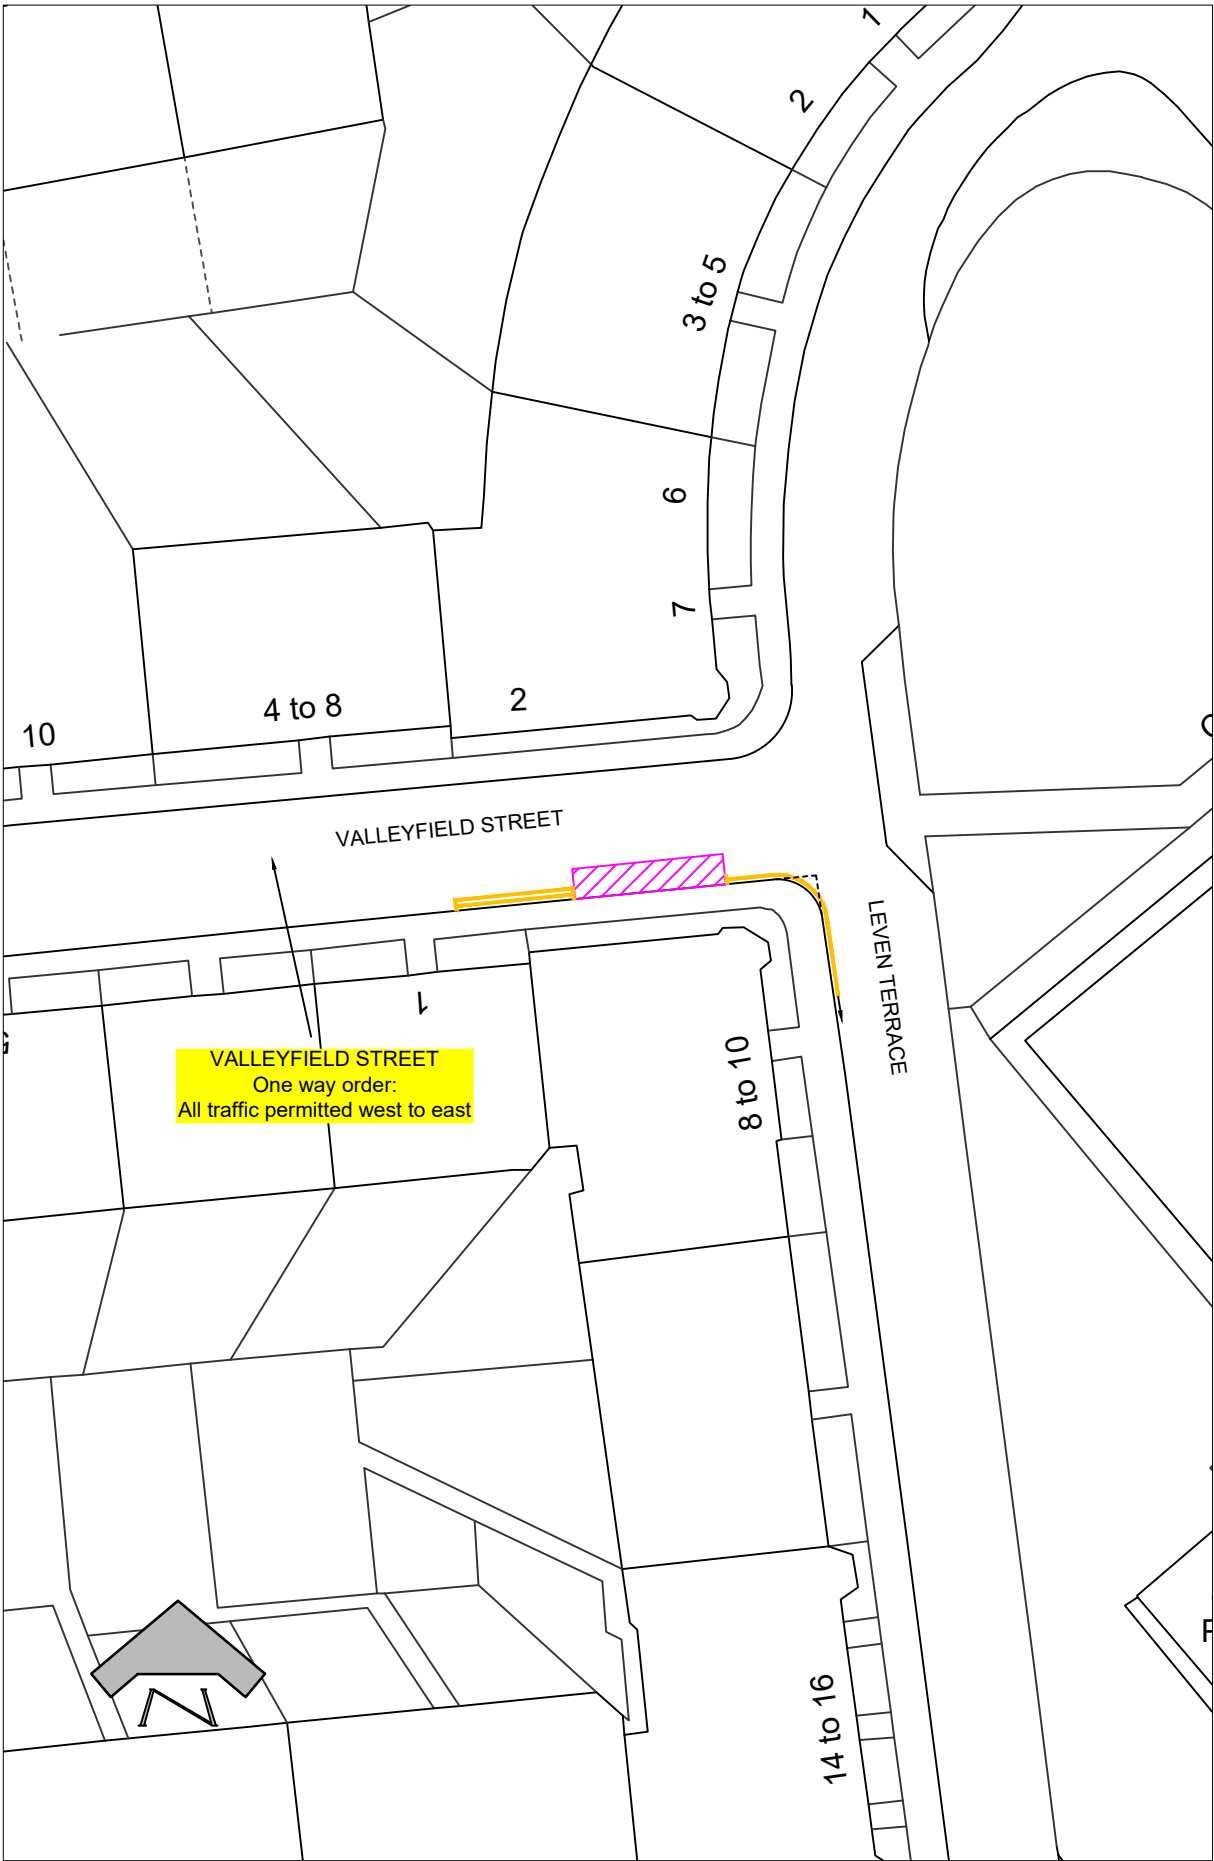 1
2
3 to 5
6
7
2
4 to 8
10
VALLEYFIELD STREET
1
LEVEN TERRACE
8 to 10
VALLEYFIELD STREET
One way order:
All traffic permitted west to east
14 to 16
N